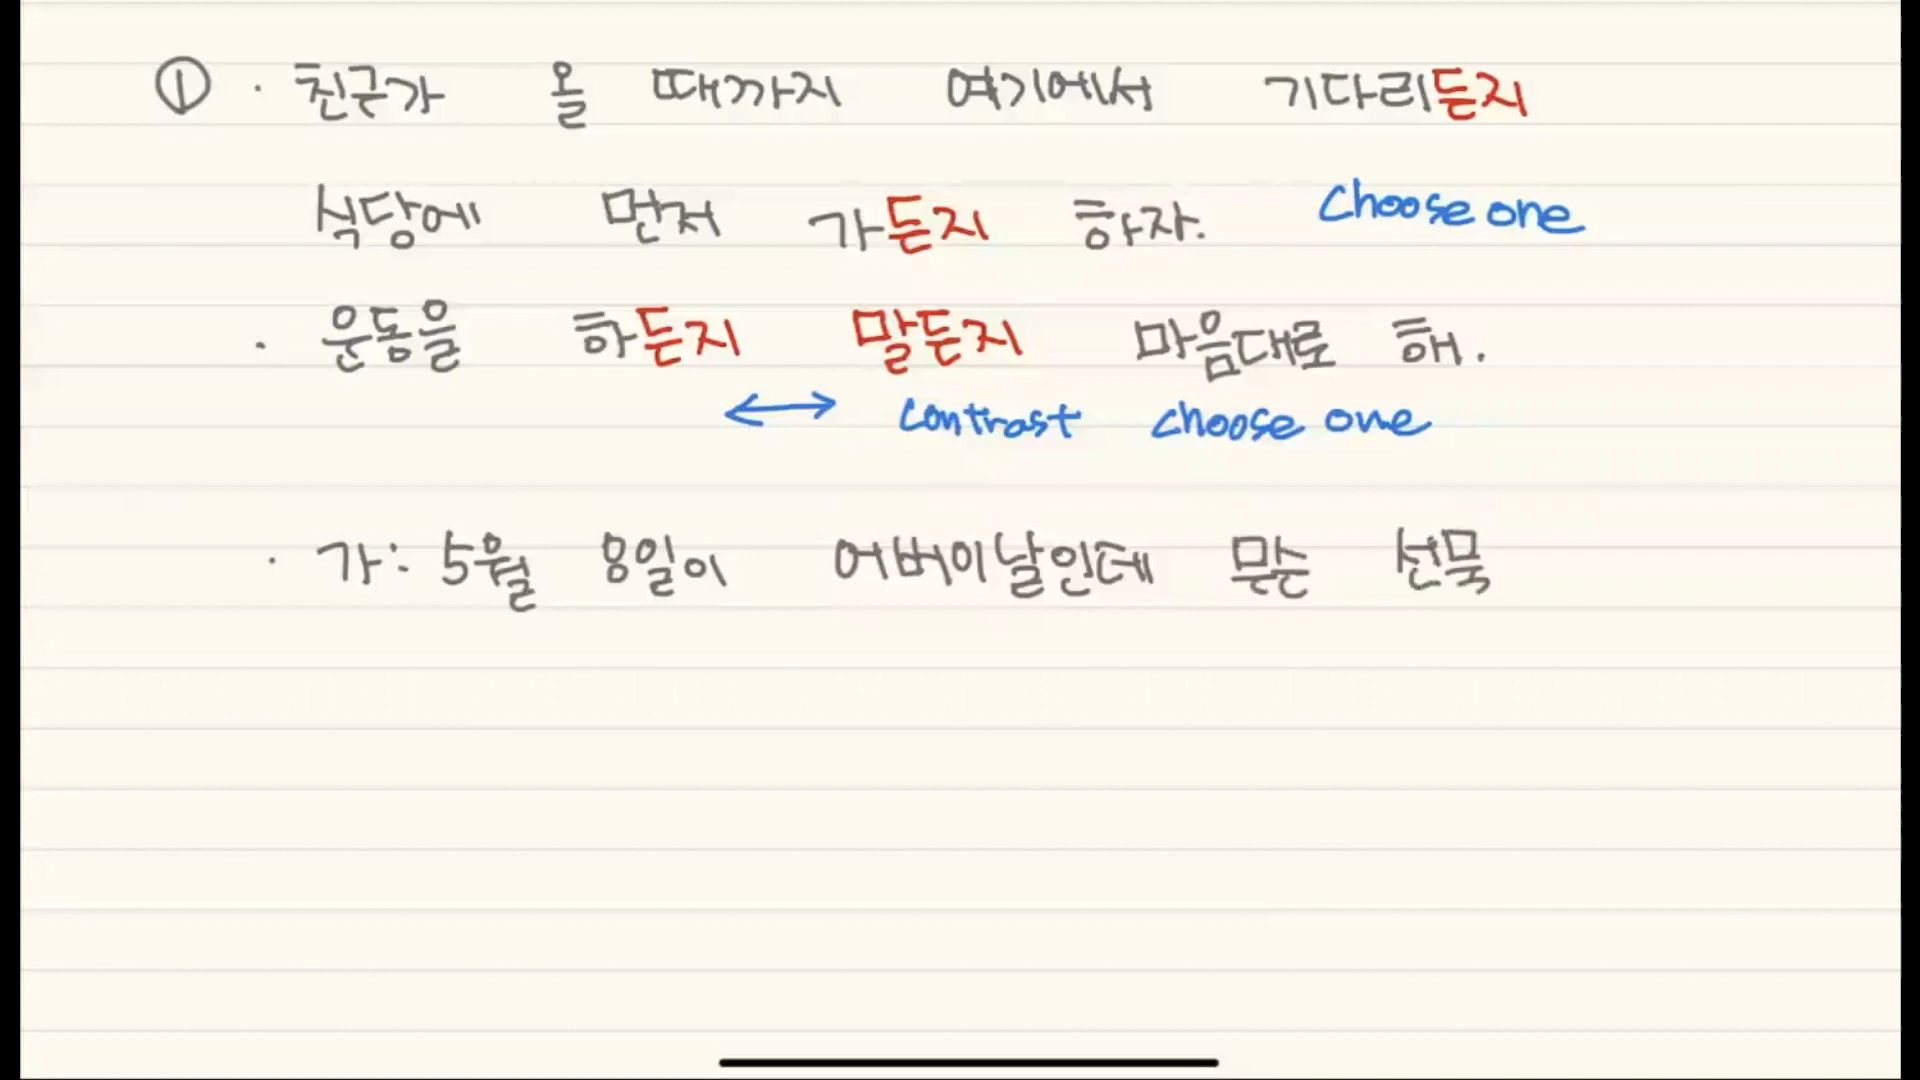 ① · 친구가 올 때까지 여기에서 기다리든지
식당에 먼저 가든지 하자. Choose one
· 운동을 하든지 말든지 마음대로 해.
↔ contrast choose one
· 가: 5월 8일이 어버이날인데 무슨 선묵